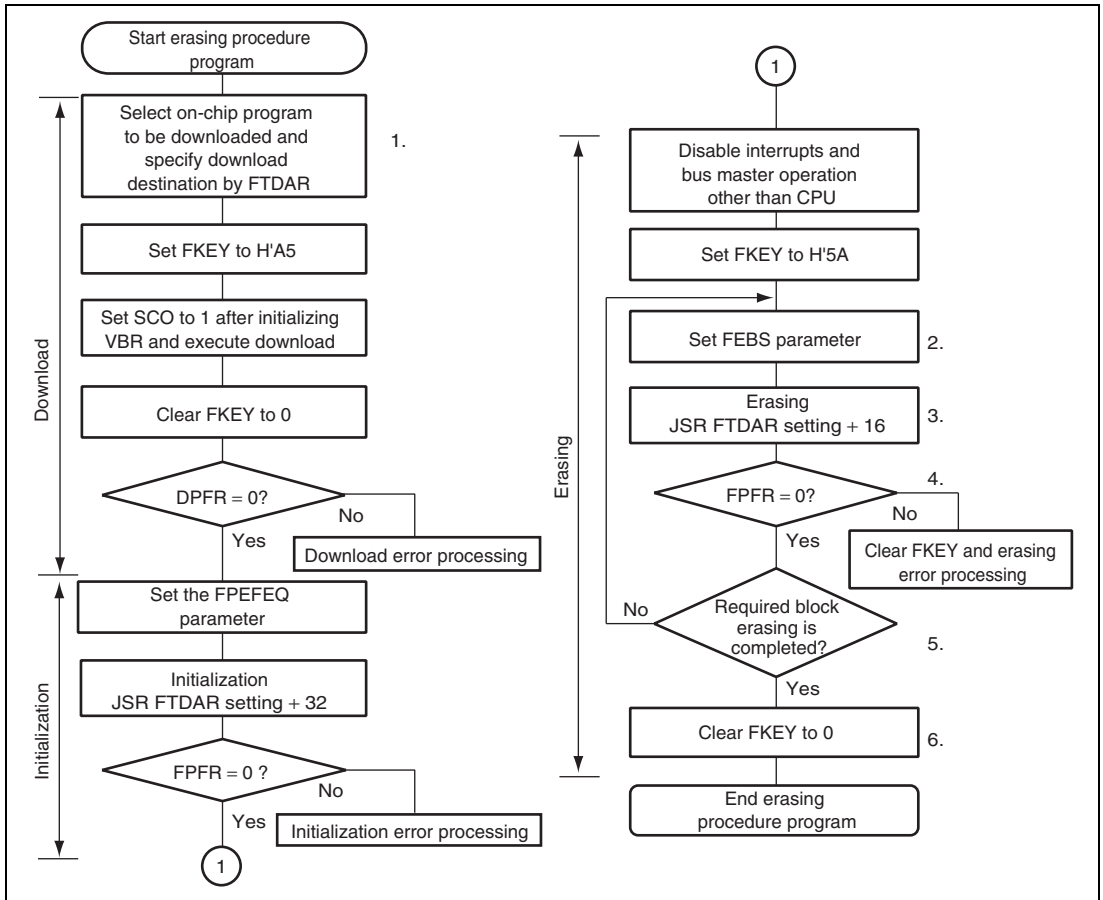 Start erasing procedure
program
Download
Select on-chip program
to be downloaded and
specify download
destination by FTDAR
1.
Set FKEY to H'A5
Set SCO to 1 after initializing
VBR and execute download
Clear FKEY to 0
DPFR = 0?
No
Yes
Download error processing
Initialization
Set the FPEFEQ
parameter
Initialization
JSR FTDAR setting + 32
FPFR = 0 ?
No
Yes
Initialization error processing
1
1
Erasing
Disable interrupts and
bus master operation
other than CPU
Set FKEY to H'5A
Set FEBS parameter
2.
Erasing
JSR FTDAR setting + 16
3.
4.
FPFR = 0?
No
Yes
Clear FKEY and erasing
error processing
No
Required block
erasing is
completed?
5.
Yes
Clear FKEY to 0
6.
End erasing
procedure program